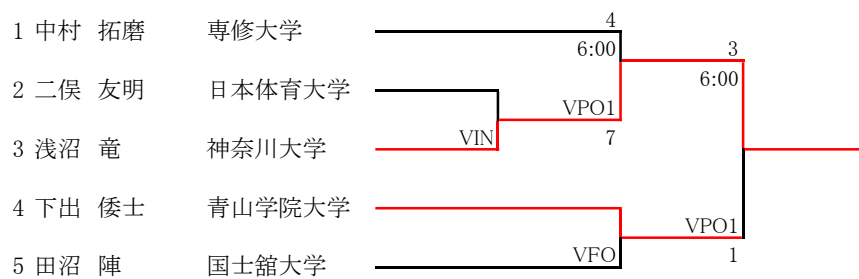 1 中村 拓磨 専修大学
4
6:00
3
6:00
2 二俣 友明 日本体育大学
VPO1
VIN
7
3 浅沼 竜 神奈川大学
4 下出 倭士 青山学院大学
VPO1
VFO
1
5 田沼 陣 国士舘大学